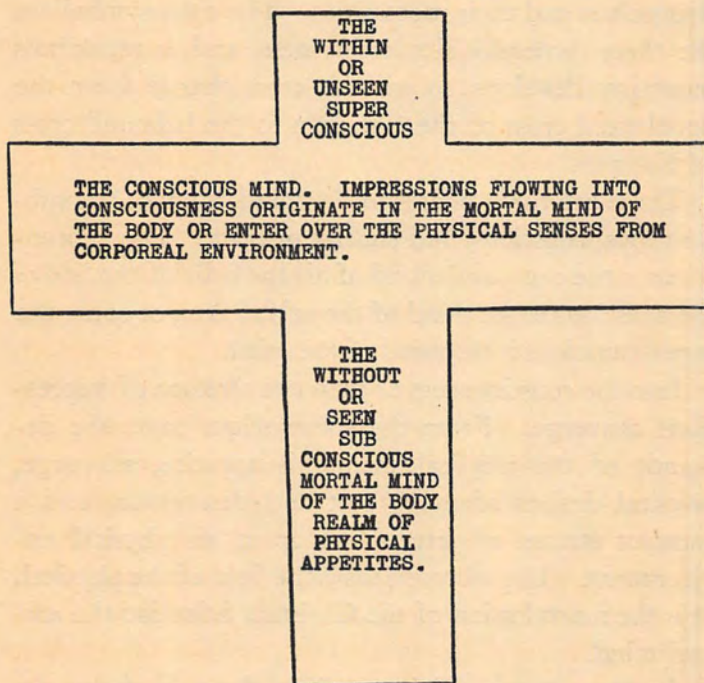 THE
WITHIN
OR
UNSEEN
SUPER
CONSCIOUS
THE CONSCIOUS MIND. IMPRESSIONS FLOWING INTO
CONSCIOUSNESS ORIGINATE IN THE MORTAL MIND OF
THE BODY OR ENTER OVER THE PHYSICAL SENSES FROM
CORPOREAL ENVIRONMENT.
THE
WITHOUT
OR
SEEN
SUB
CONSCIOUS
MORTAL MIND
OF THE BODY
REALM OF
PHYSICAL
APPETITES.